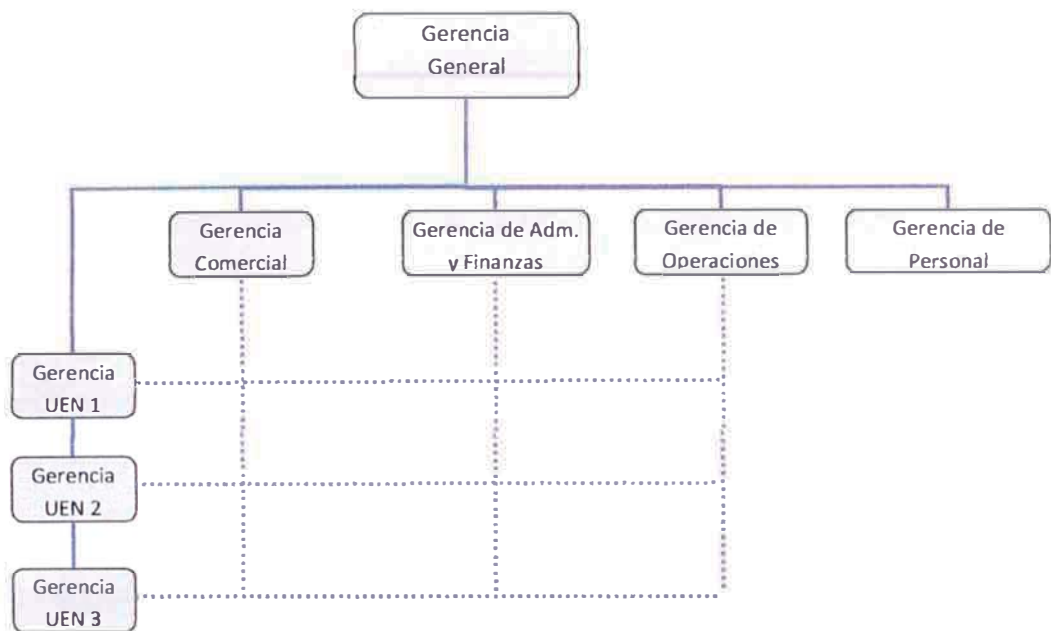 Gerencia
General
Gerencia
Comercial
Gerencia de Adm.
y Finanzas
Gerencia de
Operaciones
Gerencia de
Personal
Gerencia
UEN 1
Gerencia
UEN 2
Gerencia
UEN 3